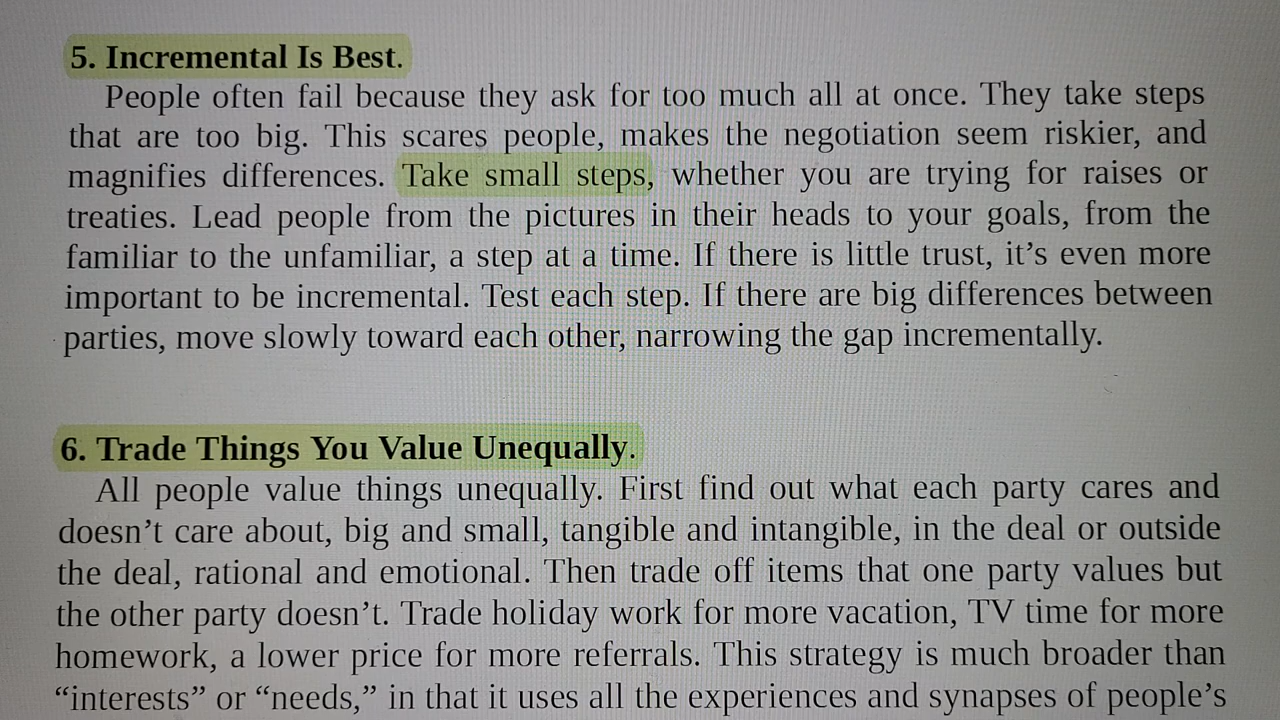 5. Incremental Is Best.
People often fail because they ask for too much all at once. They take steps
that are too big. This scares people, makes the negotiation seem riskier, and
magnifies differences. Take small steps, whether you are trying for raises or
treaties. Lead people from the pictures in their heads to your goals, from the
familiar to the unfamiliar, a step at a time. If there is little trust, it’s even more
important to be incremental. Test each step. If there are big differences between
parties, move slowly toward each other, narrowing the gap incrementally.
6. Trade Things You Value Unequally.
All people value things unequally. First find out what each party cares and
doesn’t care about, big and small, tangible and intangible, in the deal or outside
the deal, rational and emotional. Then trade off items that one party values but
the other party doesn’t. Trade holiday work for more vacation, TV time for more
homework, a lower price for more referrals. This strategy is much broader than
“interests” or “needs,” in that it uses all the experiences and synapses of people’s